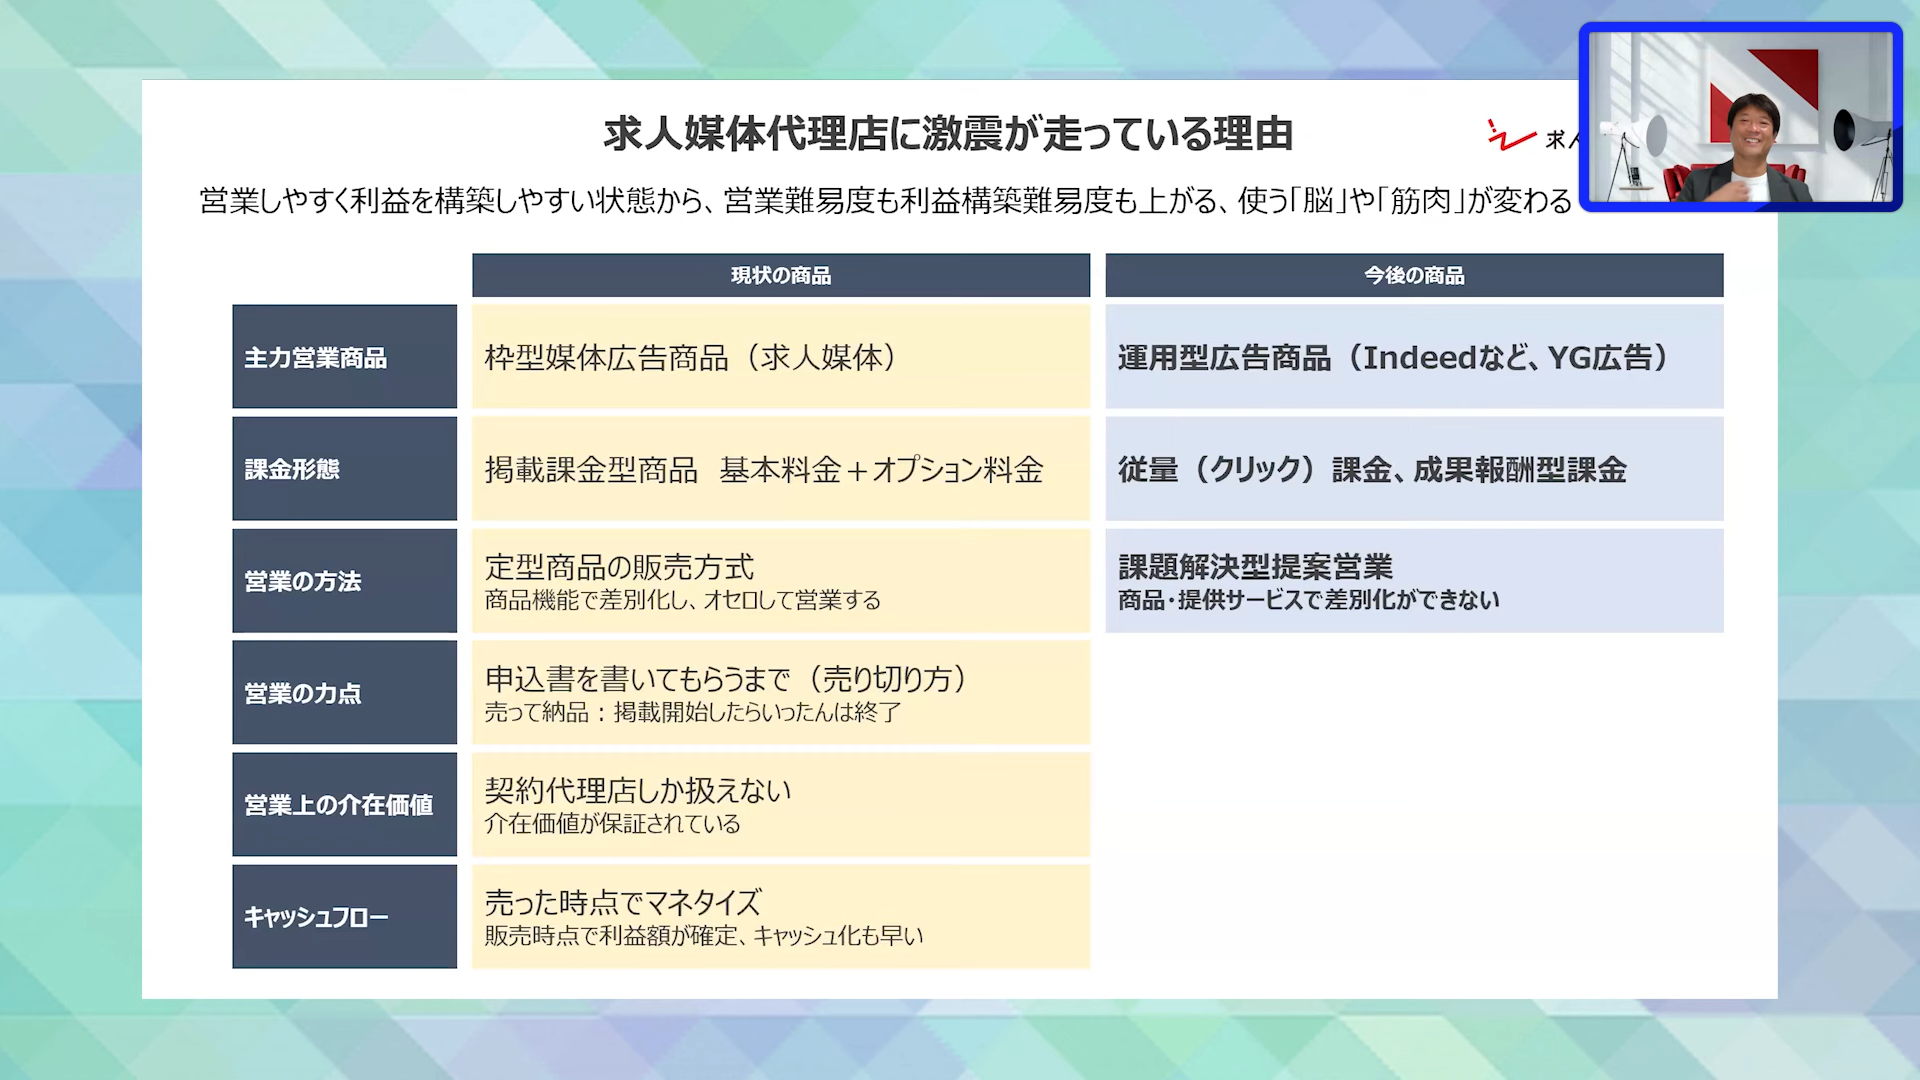 求人媒体代理店に激震が走っている理由
求人
営業しやすく利益を構築しやすい状態から、営業難易度も利益構築難易度も上がる、使う「脳」や「筋肉」が変わる
現状の商品
今後の商品
主力営業商品
枠型媒体広告商品（求人媒体）
運用型広告商品（Indeedなど、YG広告）
課金形態
掲載課金型商品　基本料金＋オプション料金
従量（クリック）課金、成果報酬型課金
営業の方法
定型商品の販売方式
商品機能で差別化し、オセロして営業する
課題解決型提案営業
商品・提供サービスで差別化ができない
営業の力点
申込書を書いてもらうまで（売り切り方）
売って納品：掲載開始したらいったんは終了
営業上の介在価値
契約代理店しか扱えない
介在価値が保証されている
キャッシュフロー
売った時点でマネタイズ
販売時点で利益額が確定、キャッシュ化も早い